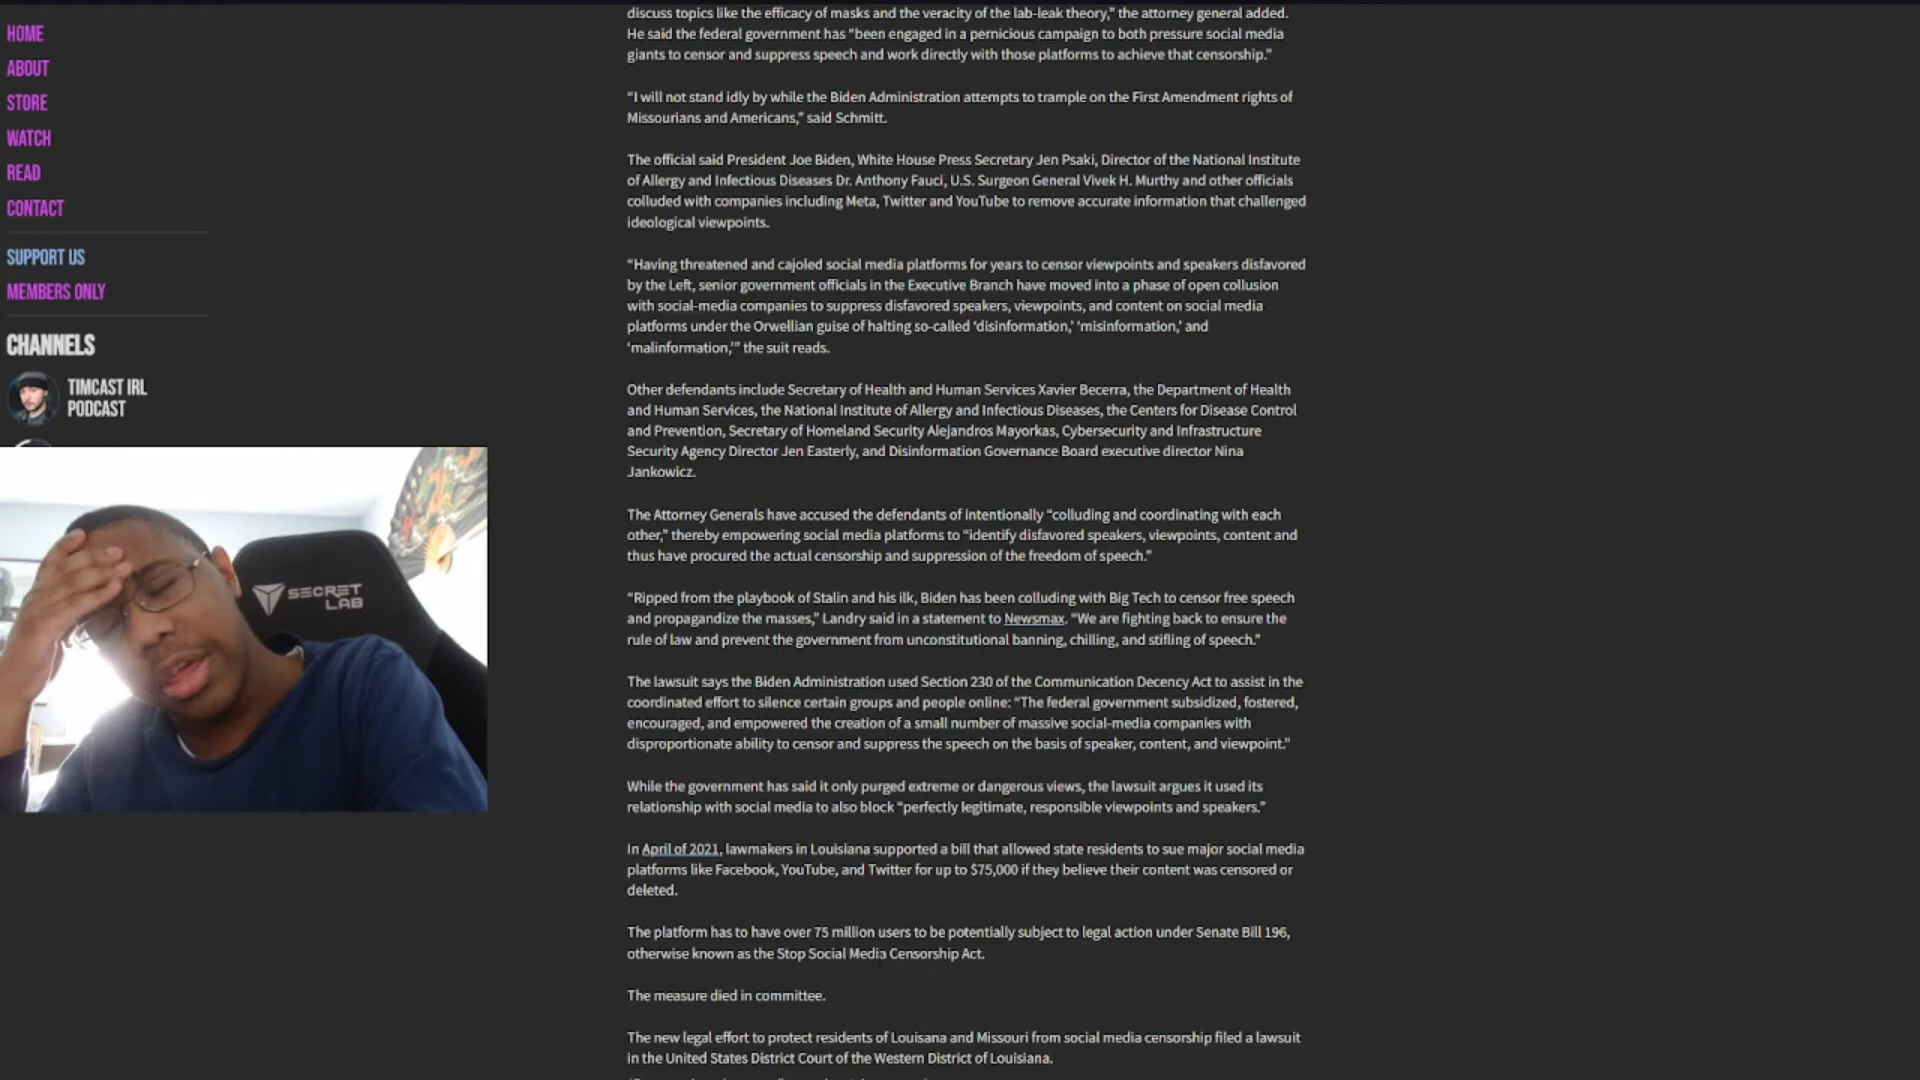 HOME
ABOUT
STORE
WATCH
READ
CONTACT
SUPPORT US
MEMBERS ONLY
CHANNELS
TIMCAST IRL
PODCAST
SECRET
LAB
discuss topics like the efficacy of masks and the veracity of the lab-leak theory,” the attorney general added.
He said the federal government has “been engaged in a pernicious campaign to both pressure social media
giants to censor and suppress speech and work directly with those platforms to achieve that censorship.”
“I will not stand idly by while the Biden Administration attempts to trample on the First Amendment rights of
Missourians and Americans,” said Schmitt.
The official said President Joe Biden, White House Press Secretary Jen Psaki, Director of the National Institute
of Allergy and Infectious Diseases Dr. Anthony Fauci, U.S. Surgeon General Vivek H. Murthy and other officials
colluded with companies including Meta, Twitter and YouTube to remove accurate information that challenged
ideological viewpoints.
“Having threatened and cajoled social media platforms for years to censor viewpoints and speakers disfavored
by the Left, senior government officials in the Executive Branch have moved into a phase of open collusion
with social-media companies to suppress disfavored speakers, viewpoints, and content on social media
platforms under the Orwellian guise of halting so-called ‘disinformation,’ ‘misinformation,’ and
‘malinformation,’” the suit reads.
Other defendants include Secretary of Health and Human Services Xavier Becerra, the Department of Health
and Human Services, the National Institute of Allergy and Infectious Diseases, the Centers for Disease Control
and Prevention, Secretary of Homeland Security Alejandros Mayorkas, Cybersecurity and Infrastructure
Security Agency Director Jen Easterly, and Disinformation Governance Board executive director Nina
Jankowicz.
The Attorney Generals have accused the defendants of intentionally “colluding and coordinating with each
other,” thereby empowering social media platforms to “identify disfavored speakers, viewpoints, content and
thus have procured the actual censorship and suppression of the freedom of speech.”
“Ripped from the playbook of Stalin and his ilk, Biden has been colluding with Big Tech to censor free speech
and propagandize the masses,” Landry said in a statement to Newsmax. “We are fighting back to ensure the
rule of law and prevent the government from unconstitutional banning, chilling, and stifling of speech.”
The lawsuit says the Biden Administration used Section 230 of the Communication Decency Act to assist in the
coordinated effort to silence certain groups and people online: “The federal government subsidized, fostered,
encouraged, and empowered the creation of a small number of massive social-media companies with
disproportionate ability to censor and suppress the speech on the basis of speaker, content, and viewpoint.”
While the government has said it only purged extreme or dangerous views, the lawsuit argues it used its
relationship with social media to also block “perfectly legitimate, responsible viewpoints and speakers.”
In April of 2021, lawmakers in Louisiana supported a bill that allowed state residents to sue major social media
platforms like Facebook, YouTube, and Twitter for up to $75,000 if they believe their content was censored or
deleted.
The platform has to have over 75 million users to be potentially subject to legal action under Senate Bill 196,
otherwise known as the Stop Social Media Censorship Act.
The measure died in committee.
The new legal effort to protect residents of Louisana and Missouri from social media censorship filed a lawsuit
in the United States District Court of the Western District of Louisiana.